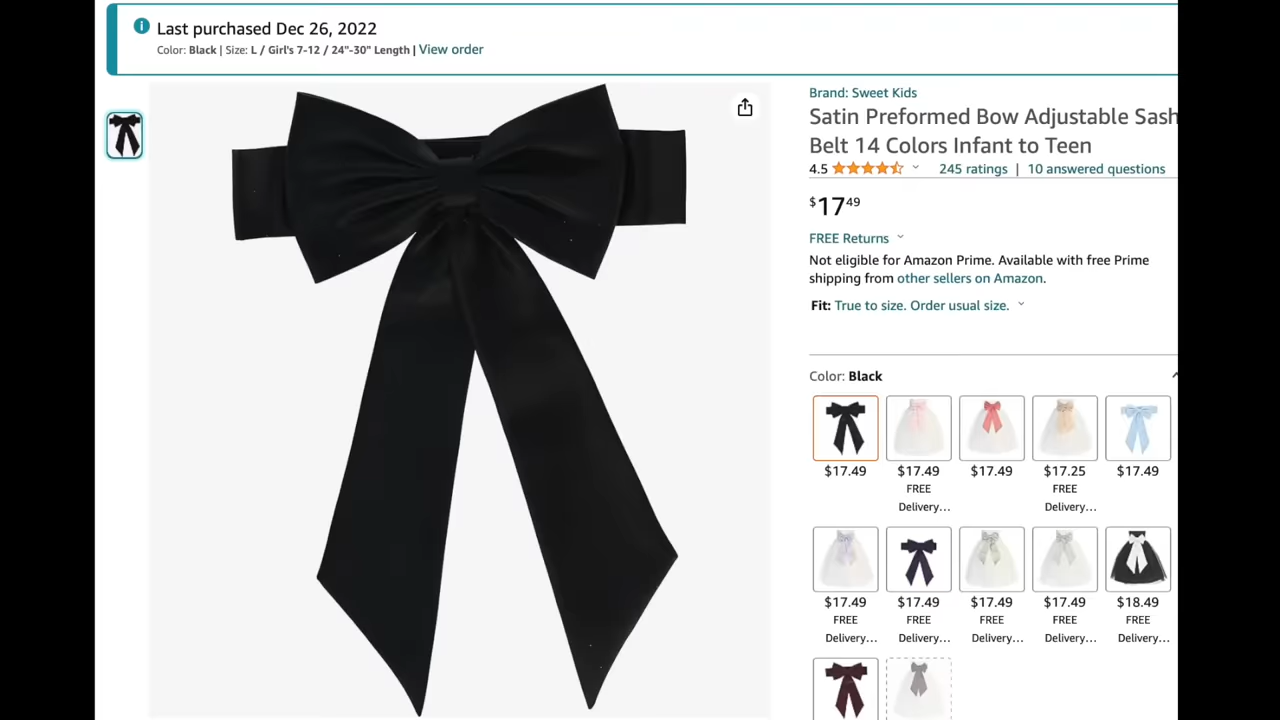 Last purchased Dec 26, 2022
Color: Black | Size: L / Girl's 7-12 / 24"-30" Length | View order
Brand: Sweet Kids
Satin Preformed Bow Adjustable Sash
Belt 14 Colors Infant to Teen
4.5 245 ratings | 10 answered questions
$17.49
FREE Returns
Not eligible for Amazon Prime. Available with free Prime
shipping from other sellers on Amazon.
Fit: True to size. Order usual size.
Color: Black
$17.49 $17.49 $17.49 $17.25 $17.49
FREE FREE
Delivery... Delivery...
$17.49 $17.49 $17.49 $17.49 $18.49
FREE FREE FREE FREE FREE
Delivery... Delivery... Delivery... Delivery... Delivery...